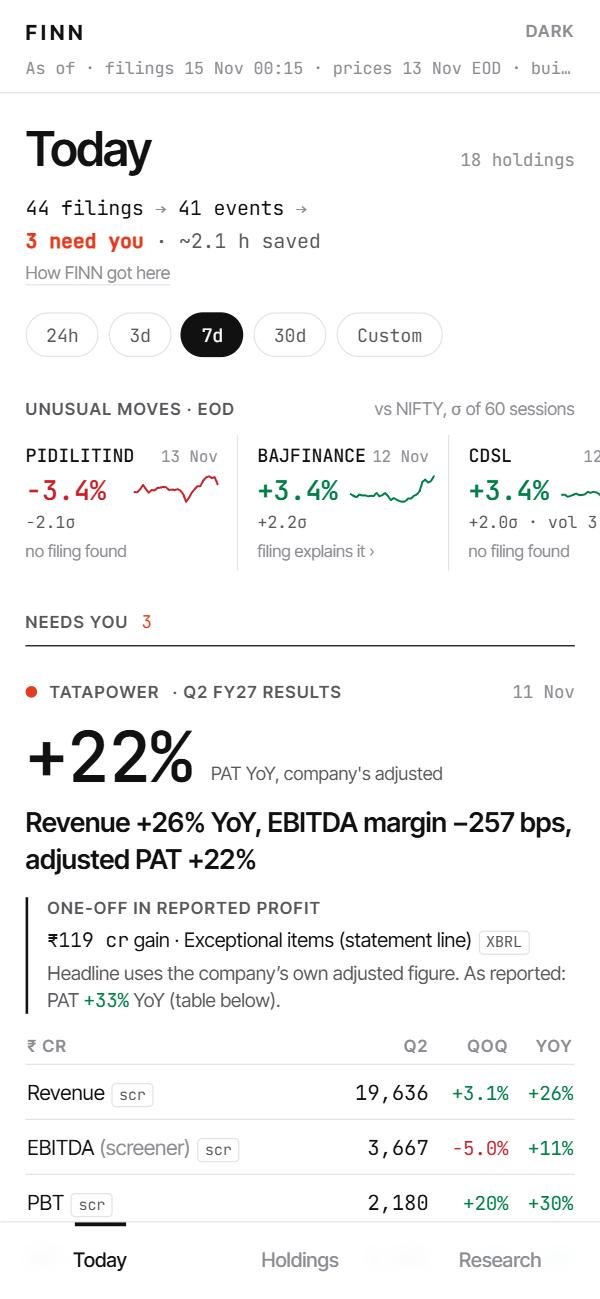 FINN DARK
As of · filings 15 Nov 00:15 · prices 13 Nov EOD · bui…
Today 18 holdings
44 filings → 41 events →
3 need you · ~2.1 h saved
How FINN got here
24h 3d 7d 30d Custom
UNUSUAL MOVES · EOD vs NIFTY, σ of 60 sessions
PIDILITIND 13 Nov BAJFINANCE 12 Nov CDSL 12
-3.4% +3.4% +3.4%
-2.1σ +2.2σ +2.0σ · vol 3
no filing found filing explains it › no filing found
NEEDS YOU 3
TATAPOWER · Q2 FY27 RESULTS 11 Nov
+22% PAT YoY, company's adjusted
Revenue +26% YoY, EBITDA margin −257 bps,
adjusted PAT +22%
ONE-OFF IN REPORTED PROFIT
₹119 cr gain · Exceptional items (statement line) XBRL
Headline uses the company’s own adjusted figure. As reported:
PAT +33% YoY (table below).
₹ CR Q2 QOQ YOY
Revenue scr 19,636 +3.1% +26%
EBITDA (screener) scr 3,667 -5.0% +11%
PBT scr 2,180 +20% +30%
Today Holdings Research